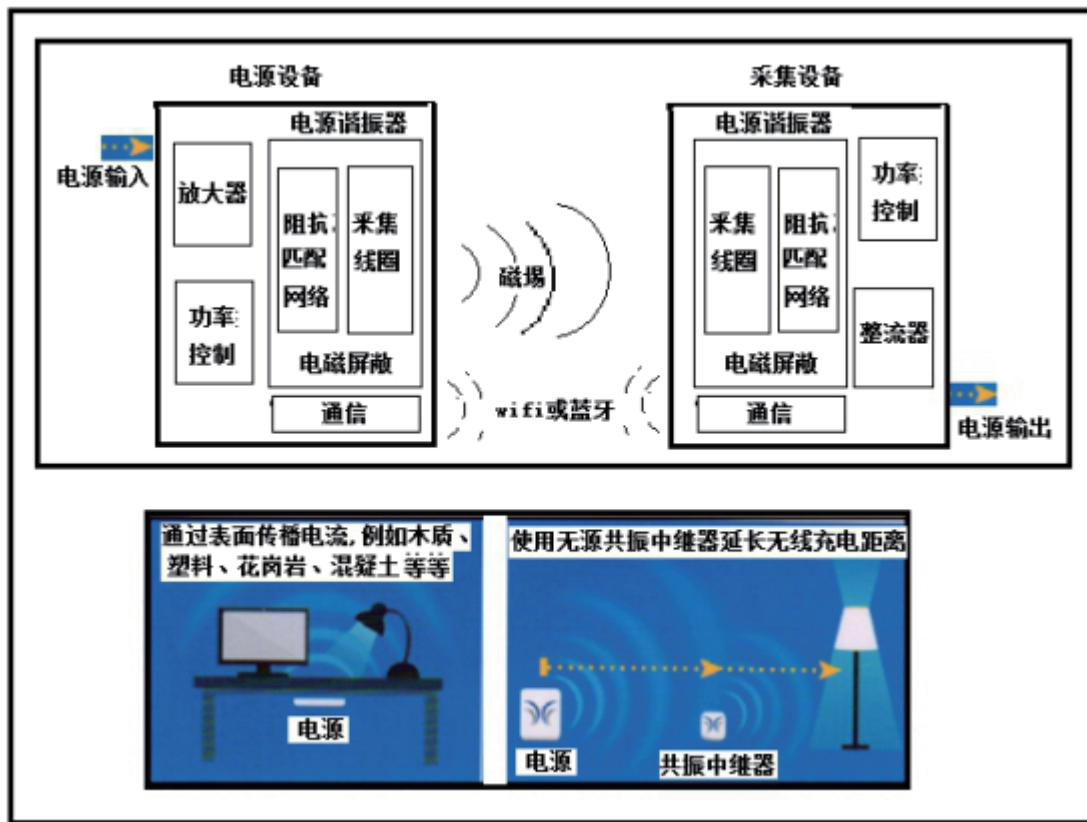 电源设备
采集设备
电源输入
放大器
功率
控制
电源谐振器
阻抗
匹配
网络
采集
线圈
电磁屏蔽
通信
磁埸
wifi或蓝牙
电源谐振器
采集
线圈
阻抗
匹配
网络
电磁屏蔽
通信
功率
控制
整流器
电源输出
通过表面传播电流,例如木质、
塑料、花岗岩、混凝土等等
电源
使用无源共振中继器延长无线充电距离
电源
共振中继器